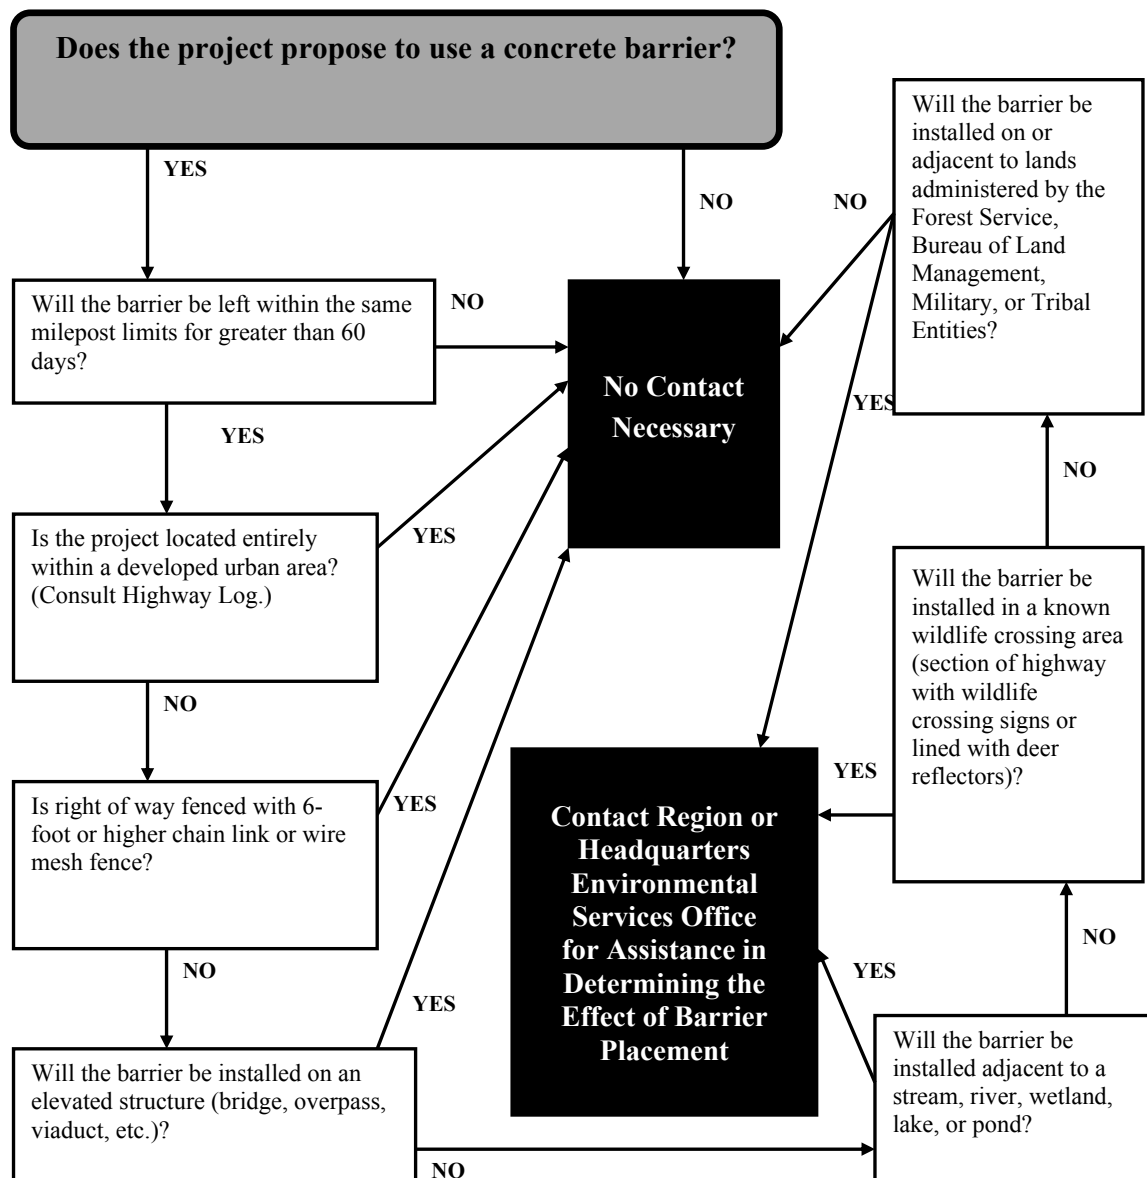 Does the project propose to use a concrete barrier?
YES
NO
Will the barrier be left within the same
milepost limits for greater than 60
days?
NO
YES
Is the project located entirely
within a developed urban area?
(Consult Highway Log.)
YES
NO
Is right of way fenced with 6-
foot or higher chain link or wire
mesh fence?
YES
NO
Will the barrier be installed on an
elevated structure (bridge, overpass,
viaduct, etc.)?
YES
NO
No Contact
Necessary
Contact Region or
Headquarters
Environmental
Services Office
for Assistance in
Determining the
Effect of Barrier
Placement
Will the barrier be
installed adjacent to a
stream, river, wetland,
lake, or pond?
YES
NO
Will the barrier be
installed in a known
wildlife crossing area
(section of highway
with wildlife
crossing signs or
lined with deer
reflectors)?
YES
NO
Will the barrier be
installed on or
adjacent to lands
administered by the
Forest Service,
Bureau of Land
Management,
Military, or Tribal
Entities?
NO
YES